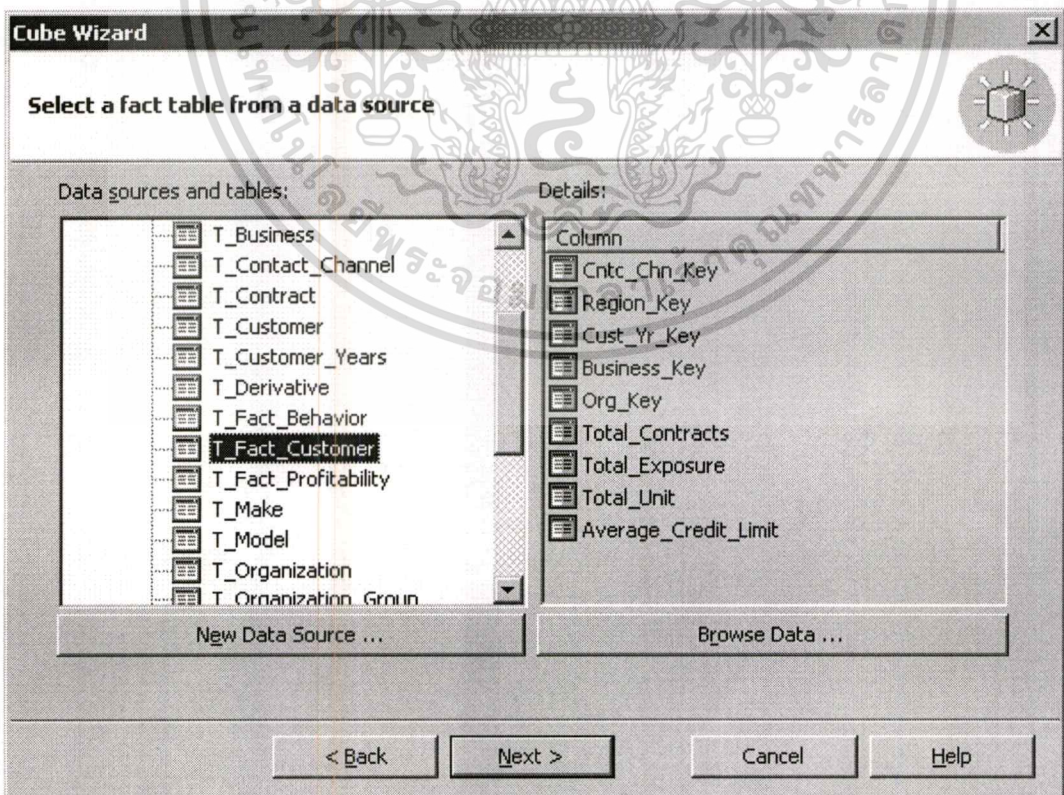 Cube Wizard
Select a fact table from a data source
Data sources and tables:
T_Business
T_Contact_Channel
T_Contract
T_Customer
T_Customer_Years
T_Derivative
T_Fact_Behavior
T_Fact_Customer
T_Fact_Profitability
T_Make
T_Model
T_Organization
T_Organization_Group
New Data Source ...
Details:
Column
Cntc_Chn_Key
Region_Key
Cust_Yr_Key
Business_Key
Org_Key
Total_Contracts
Total_Exposure
Total_Unit
Average_Credit_Limit
Browse Data ...
< Back
Next >
Cancel
Help